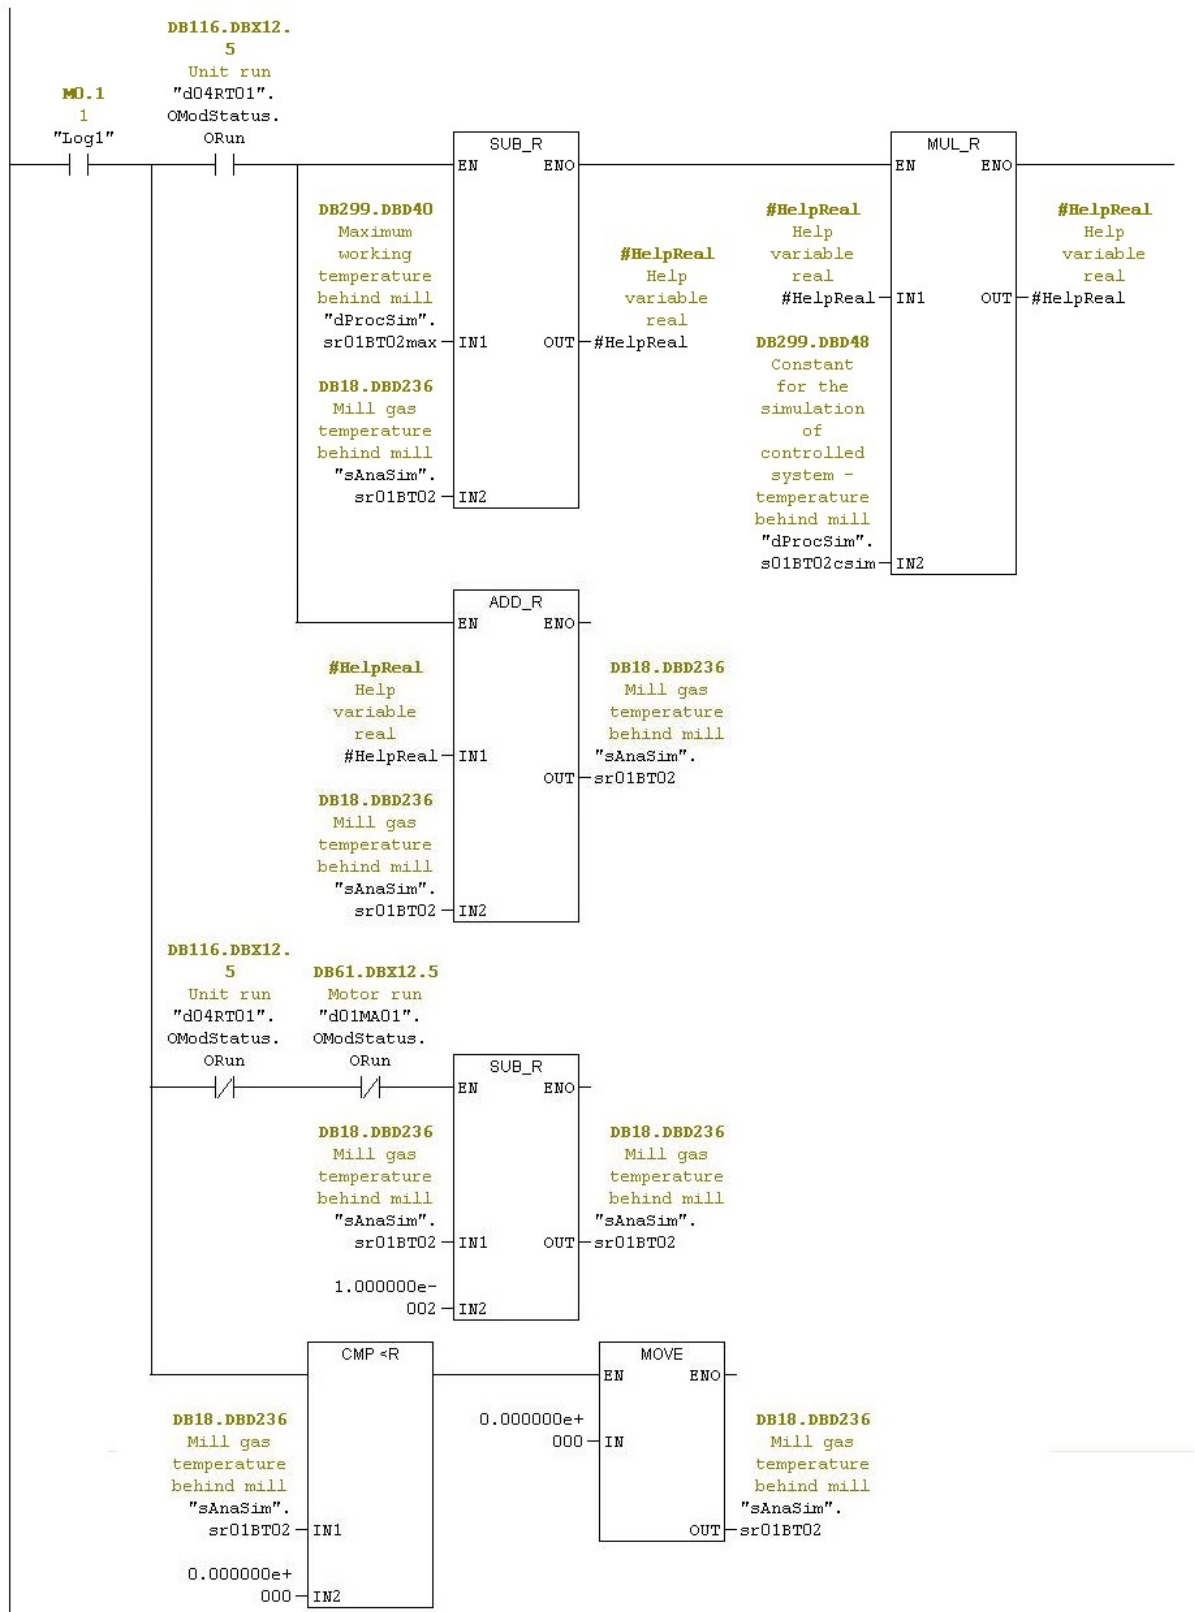 DB116.DBX12.
5
Unit run
"d04RT01".
OModStatus.
ORun
M0.1
1
"Log1"
SUB_R
EN ENO
DB299.DBD40
Maximum
working
temperature
behind mill
"dProcSim".
sr01BT02max
IN1
DB18.DBD236
Mill gas
temperature
behind mill
"sAnaSim".
sr01BT02
IN2
#HelpReal
Help
variable
real
OUT
#HelpReal
MUL_R
EN ENO
#HelpReal
Help
variable
real
#HelpReal
IN1
DB299.DBD48
Constant
for the
simulation
of
controlled
system -
temperature
behind mill
"dProcSim".
s01BT02csim
IN2
#HelpReal
Help
variable
real
OUT
#HelpReal
ADD_R
EN ENO
#HelpReal
Help
variable
real
#HelpReal
IN1
DB18.DBD236
Mill gas
temperature
behind mill
"sAnaSim".
sr01BT02
IN2
DB18.DBD236
Mill gas
temperature
behind mill
"sAnaSim".
OUT
sr01BT02
DB116.DBX12.
5
Unit run
"d04RT01".
OModStatus.
ORun
DB61.DBX12.5
Motor run
"d01MA01".
OModStatus.
ORun
SUB_R
EN ENO
DB18.DBD236
Mill gas
temperature
behind mill
"sAnaSim".
sr01BT02
IN1
1.000000e-
002
IN2
DB18.DBD236
Mill gas
temperature
behind mill
"sAnaSim".
OUT
sr01BT02
CMP <R
DB18.DBD236
Mill gas
temperature
behind mill
"sAnaSim".
sr01BT02
IN1
0.000000e+
000
IN2
MOVE
EN ENO
0.000000e+
000
IN
DB18.DBD236
Mill gas
temperature
behind mill
"sAnaSim".
OUT
sr01BT02